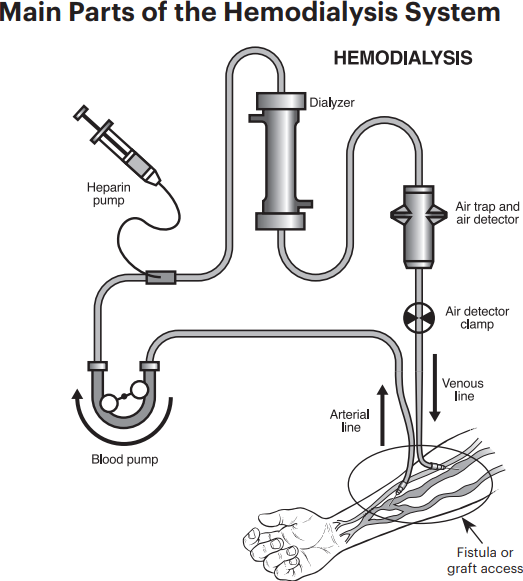 Main Parts of the Hemodialysis System
HEMODIALYSIS
Dialyzer
Heparin
pump
Air trap and
air detector
Air detector
clamp
Venous
line
Arterial
line
Blood pump
Fistula or
graft access